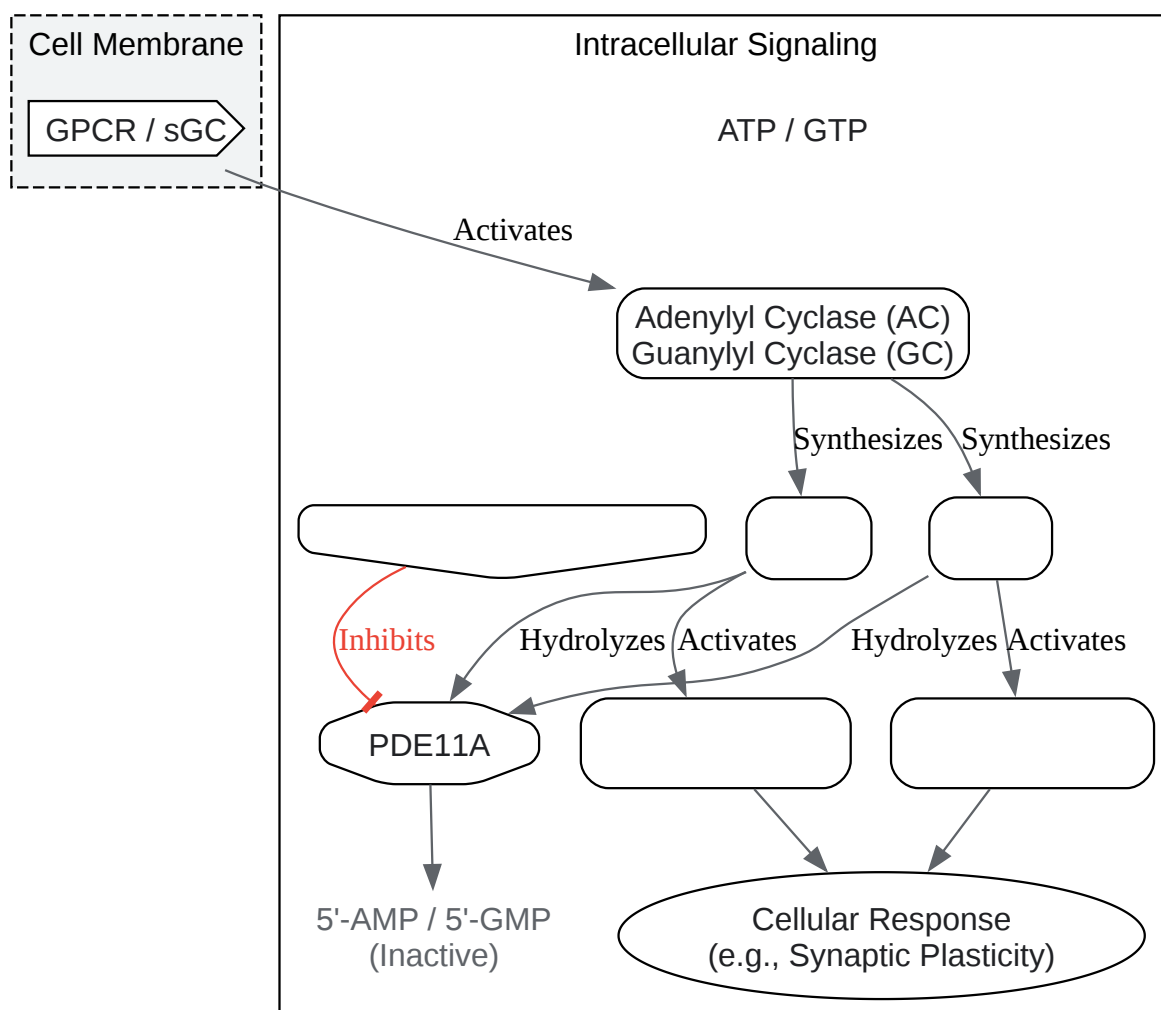 Cell Membrane
Intracellular Signaling
GPCR / sGC
ATP / GTP
Activates
Adenylyl Cyclase (AC)
Guanylyl Cyclase (GC)
Synthesizes
Synthesizes
Inhibits
Hydrolyzes
Activates
Hydrolyzes
Activates
PDE11A
5'-AMP / 5'-GMP
(Inactive)
Cellular Response
(e.g., Synaptic Plasticity)